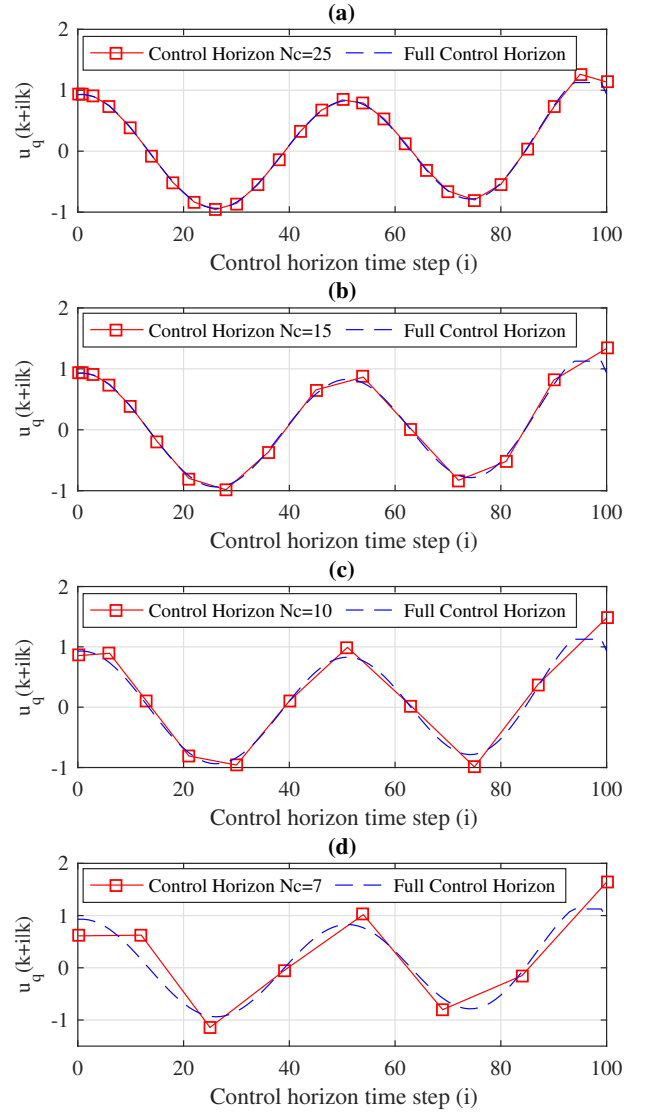 (a)
2
Control Horizon Nc=25 Full Control Horizon
1
0
-1
u_q(k+i|k)
0 20 40 60 80 100
Control horizon time step (i)
(b)
2
Control Horizon Nc=15 Full Control Horizon
1
0
-1
u_q(k+i|k)
0 20 40 60 80 100
Control horizon time step (i)
(c)
2
Control Horizon Nc=10 Full Control Horizon
1
0
-1
u_q(k+i|k)
0 20 40 60 80 100
Control horizon time step (i)
(d)
2
Control Horizon Nc=7 Full Control Horizon
1
0
-1
u_q(k+i|k)
0 20 40 60 80 100
Control horizon time step (i)